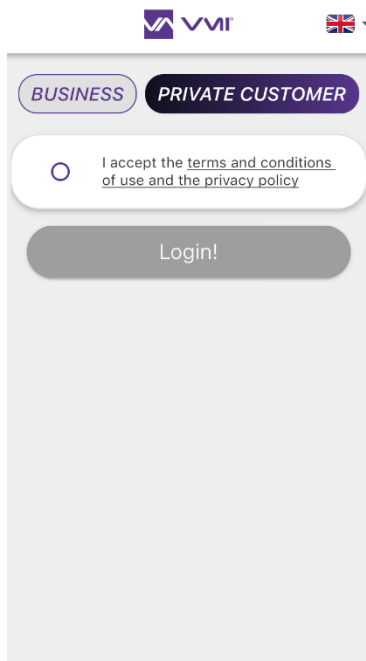 VMI
BUSINESS
PRIVATE CUSTOMER
I accept the terms and conditions
of use and the privacy policy
Login!